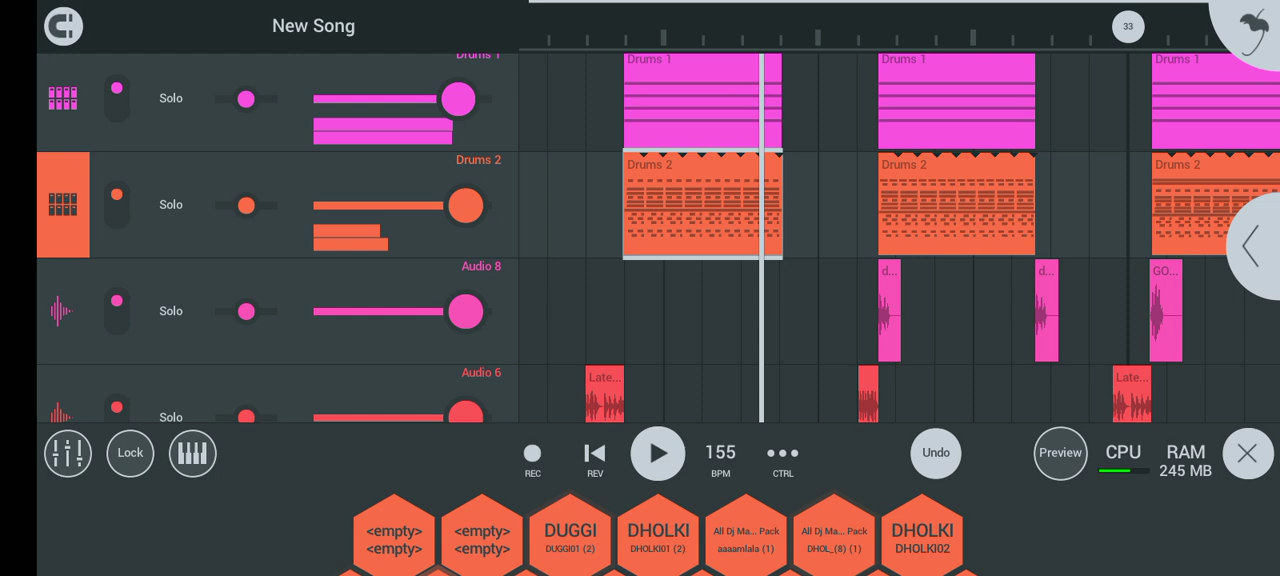 New Song
33
Drums 1
Solo
Drums 1
Drums 1
Drums 1
Drums 2
Solo
Drums 2
Drums 2
Drums 2
Audio 8
Solo
d...
d...
GO...
Audio 6
Solo
Late...
Late...
Lock
REC
REV
155
BPM
CTRL
Undo
Preview
CPU
RAM
245 MB
<empty>
<empty>
<empty>
<empty>
DUGGI
DUGGI01 (2)
DHOLKI
DHOLKI01 (2)
All Dj Ma... Pack
aaaamlala (1)
All Dj Ma... Pack
DHOL_(8) (1)
DHOLKI
DHOLKI02